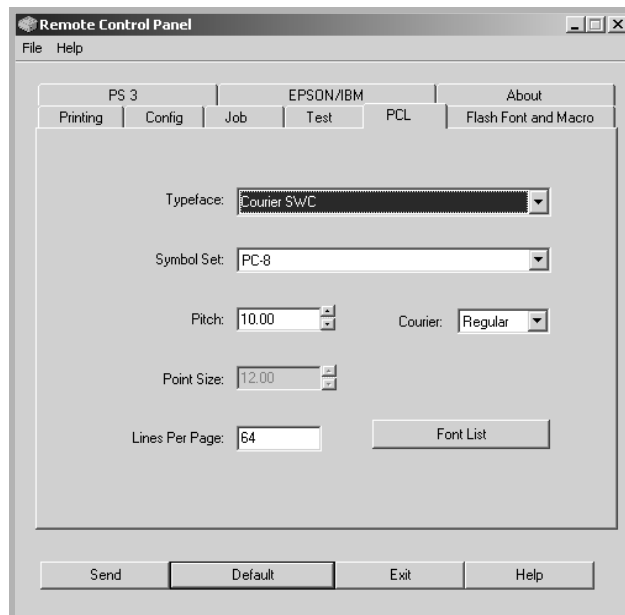 Remote Control Panel
File Help
PS 3 EPSON/IBM About
Printing Config Job Test PCL Flash Font and Macro
Typeface: Courier SWC
Symbol Set: PC-8
Pitch: 10.00 Courier: Regular
Point Size: 12.00
Lines Per Page: 64 Font List
Send Default Exit Help